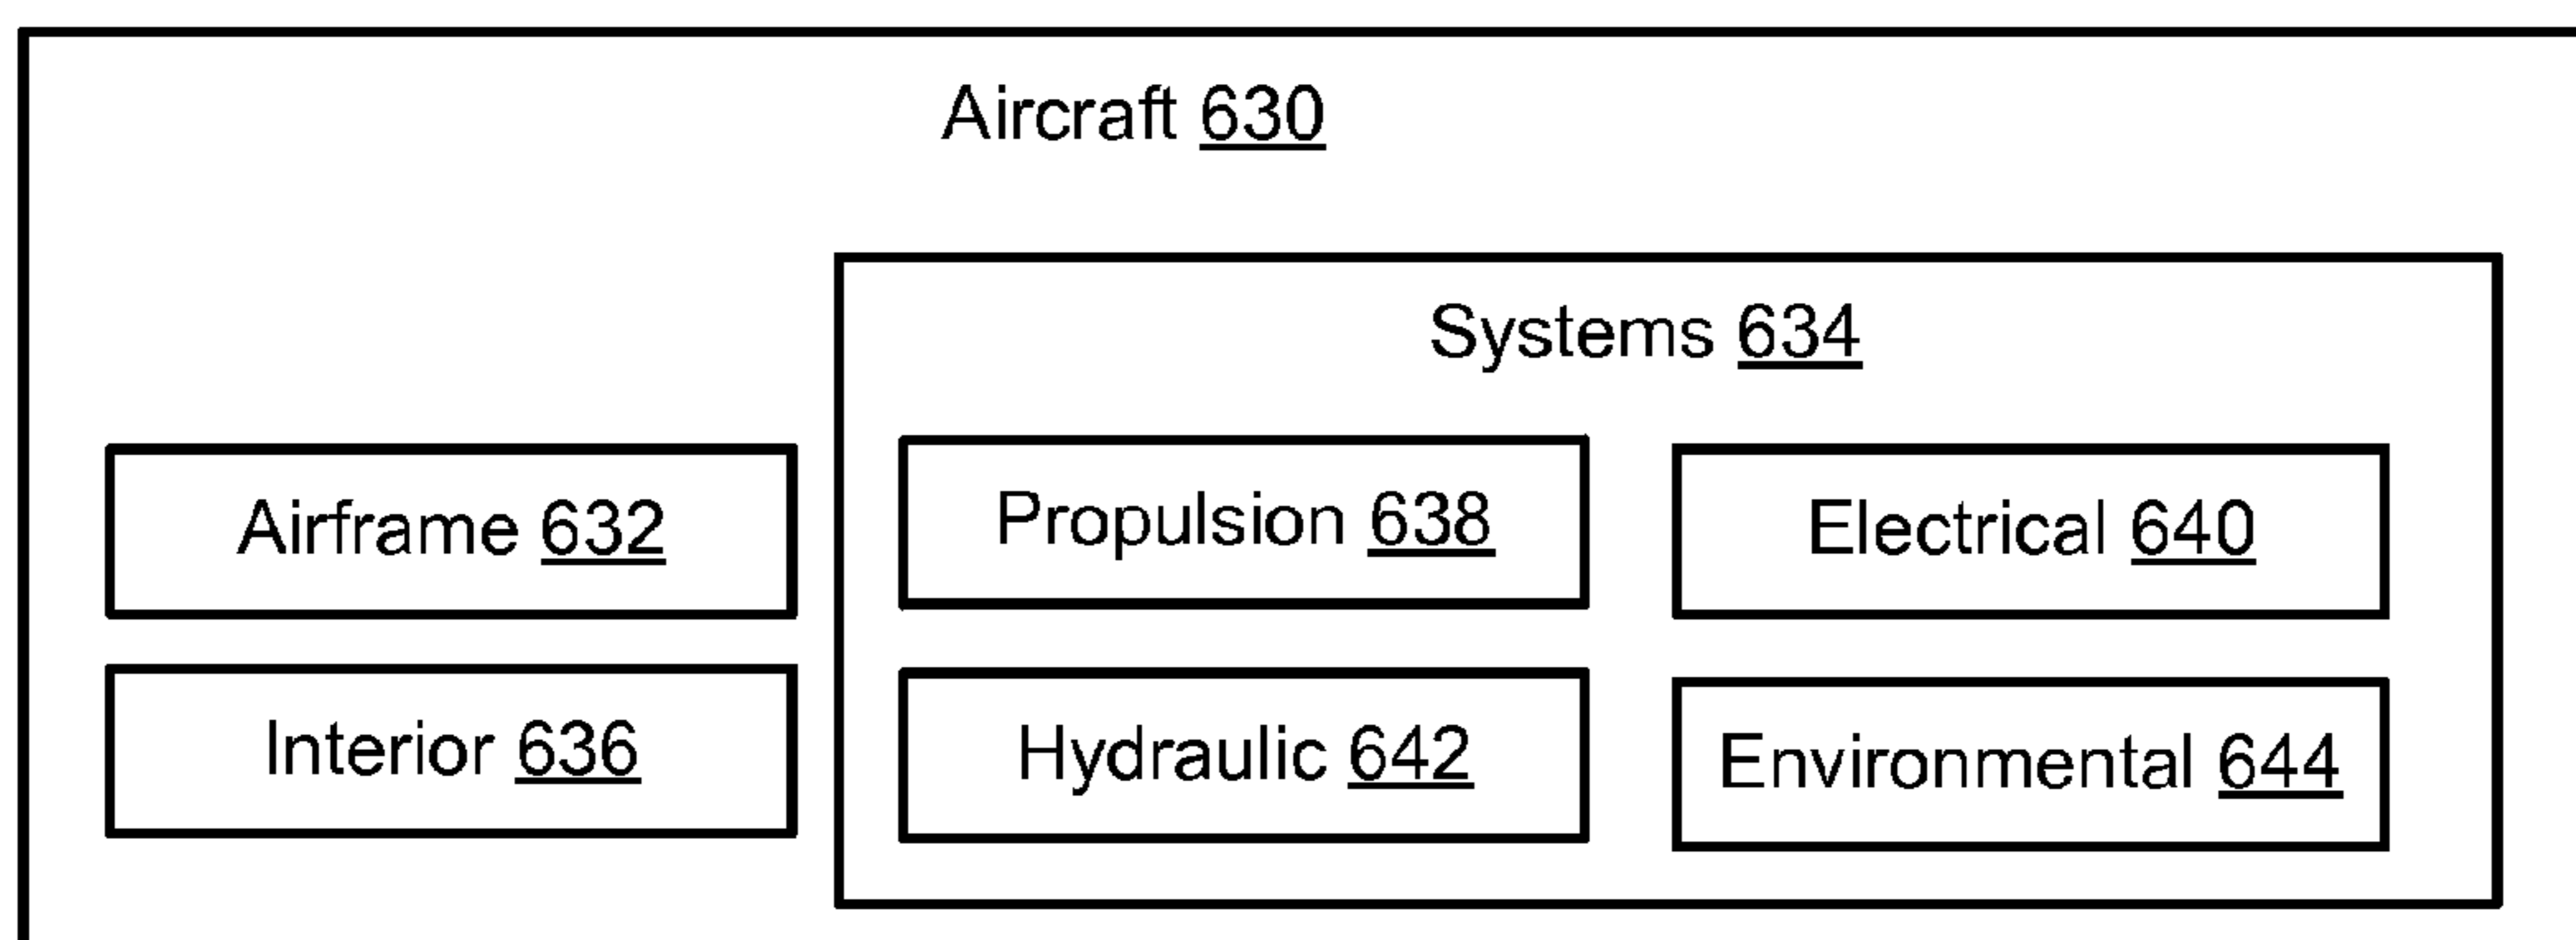 Aircraft 630
Systems 634
Airframe 632
Propulsion 638
Electrical 640
Interior 636
Hydraulic 642
Environmental 644